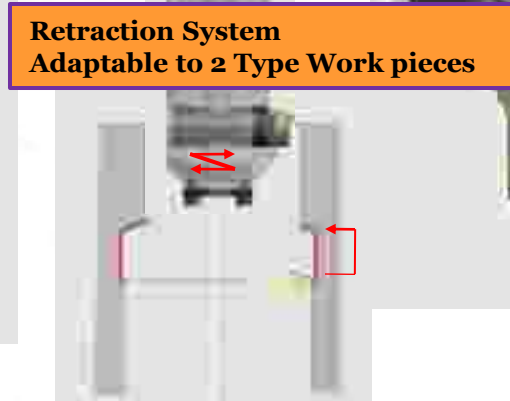 Retraction System
Adaptable to 2 Type Work pieces